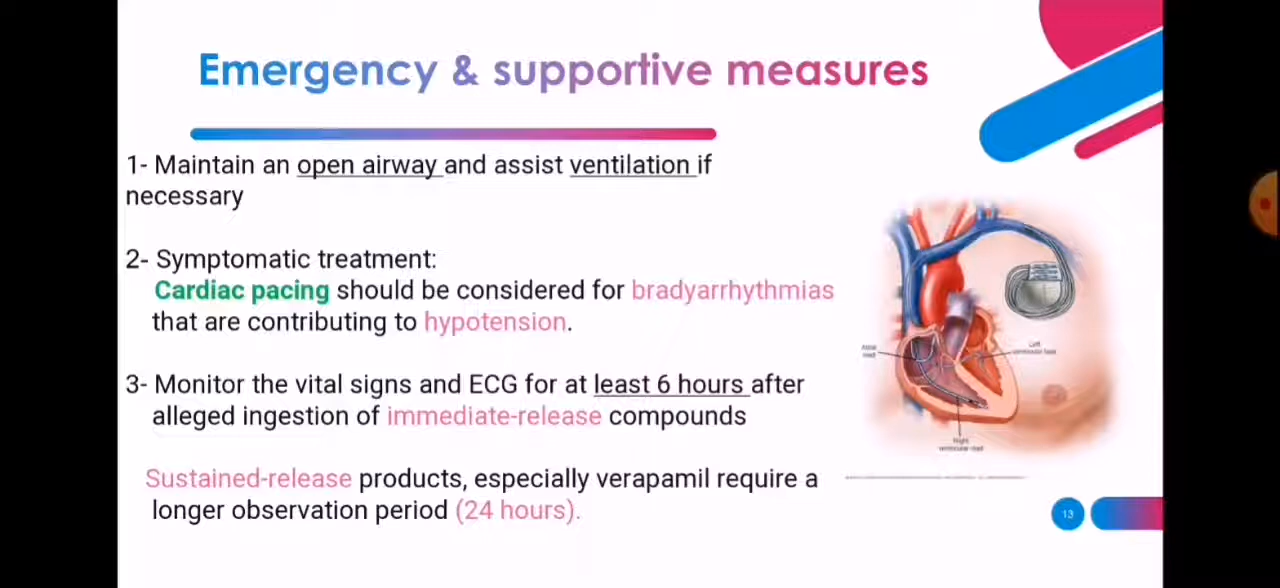 Emergency & supportive measures
1- Maintain an open airway and assist ventilation if
necessary
2- Symptomatic treatment:
Cardiac pacing should be considered for bradyarrhythmias
that are contributing to hypotension.
3- Monitor the vital signs and ECG for at least 6 hours after
alleged ingestion of immediate-release compounds
Sustained-release products, especially verapamil require a
longer observation period (24 hours).
Left
Right
13